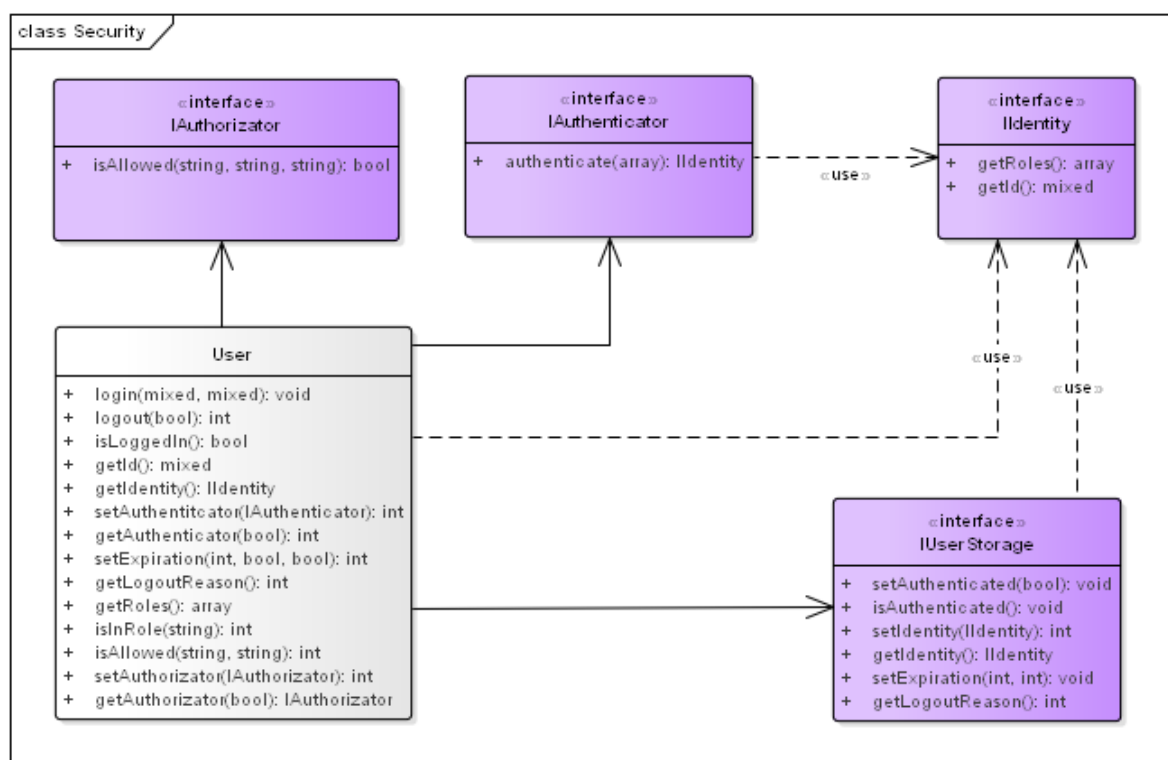 class Security
«interface»
IAuthorizator
+ isAllowed(string, string, string): bool
«interface»
IAuthenticator
+ authenticate(array): IIdentity
«use»
«interface»
IIdentity
+ getRoles(): array
+ getId(): mixed
User
+ login(mixed, mixed): void
+ logout(bool): int
+ isLoggedIn(): bool
+ getId(): mixed
+ getIdentity(): IIdentity
+ setAuthentitcator(IAuthenticator): int
+ getAuthenticator(bool): int
+ setExpiration(int, bool, bool): int
+ getLogoutReason(): int
+ getRoles(): array
+ isInRole(string): int
+ isAllowed(string, string): int
+ setAuthorizator(IAuthorizator): int
+ getAuthorizator(bool): IAuthorizator
«use»
«use»
«interface»
IUserStorage
+ setAuthenticated(bool): void
+ isAuthenticated(): void
+ setIdentity(IIdentity): int
+ getIdentity(): IIdentity
+ setExpiration(int, int): void
+ getLogoutReason(): int